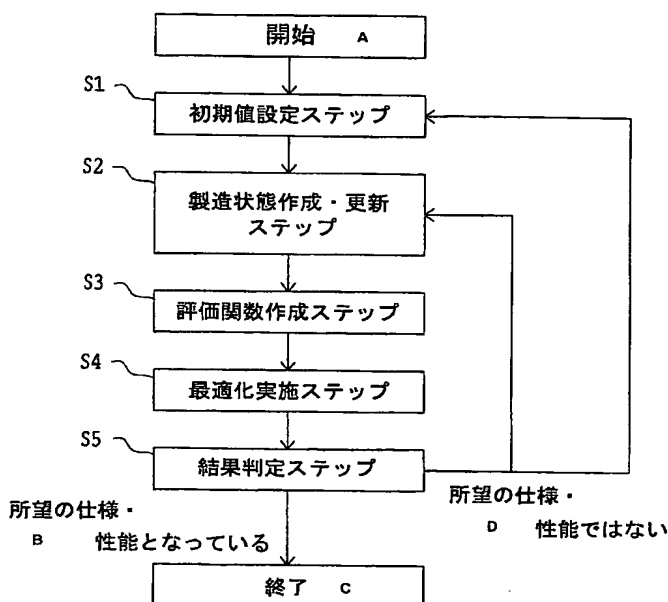 開始 A
S1
初期値設定ステップ
S2
製造状態作成・更新
ステップ
S3
評価関数作成ステップ
S4
最適化実施ステップ
S5
結果判定ステップ
所望の仕様・
B 性能となっている
所望の仕様・
D 性能ではない
終了 C